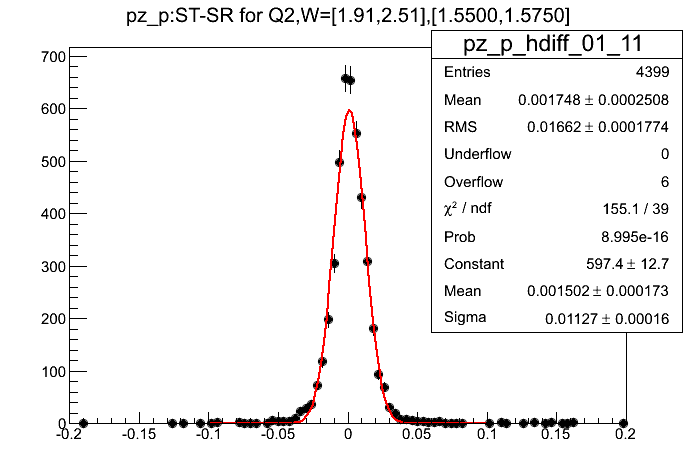 pz_p:ST-SR for Q2,W=[1.91,2.51],[1.5500,1.5750]
pz_p_hdiff_01_11
Entries 4399
Mean 0.001748 ± 0.0002508
RMS 0.01662 ± 0.0001774
Underflow 0
Overflow 6
χ² / ndf 155.1 / 39
Prob 8.995e-16
Constant 597.4 ± 12.7
Mean 0.001502 ± 0.000173
Sigma 0.01127 ± 0.00016
700
600
500
400
300
200
100
0
-0.2 -0.15 -0.1 -0.05 0 0.05 0.1 0.15 0.2